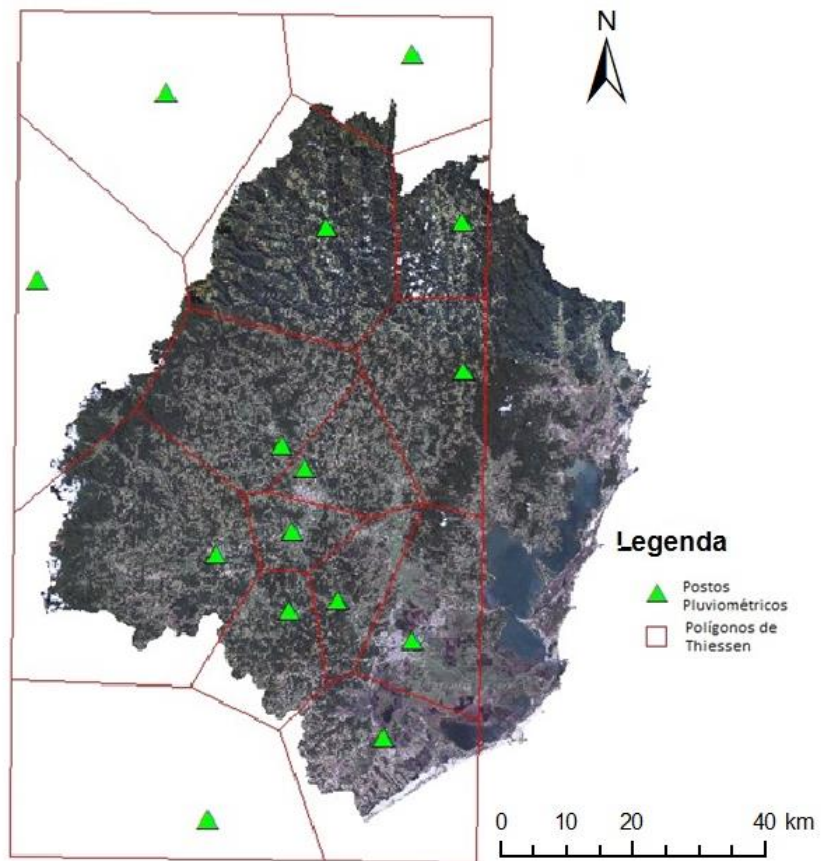 N
Legenda
Postos
Pluviométricos
Polígonos de
Thiessen
0 10 20 40 km